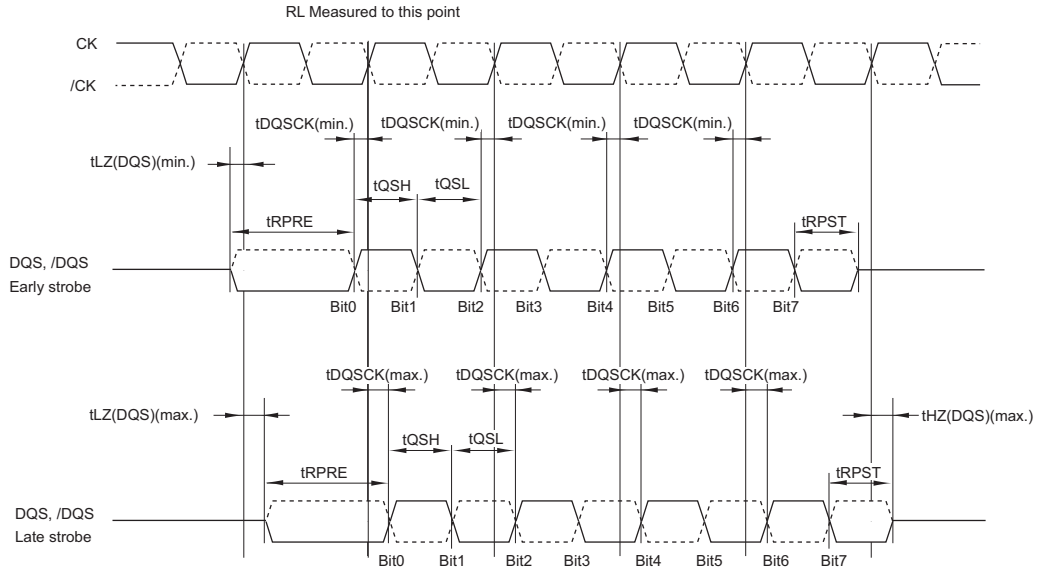 RL Measured to this point
CK
/CK
tDQSCK(min.) tDQSCK(min.) tDQSCK(min.) tDQSCK(min.)
tLZ(DQS)(min.)
tQSH tQSL
tRPRE tRPST
DQS, /DQS
Early strobe
Bit0 Bit1 Bit2 Bit3 Bit4 Bit5 Bit6 Bit7
tDQSCK(max.) tDQSCK(max.) tDQSCK(max.) tDQSCK(max.)
tLZ(DQS)(max.) tHZ(DQS)(max.)
tQSH tQSL
tRPRE tRPST
DQS, /DQS
Late strobe
Bit0 Bit1 Bit2 Bit3 Bit4 Bit5 Bit6 Bit7